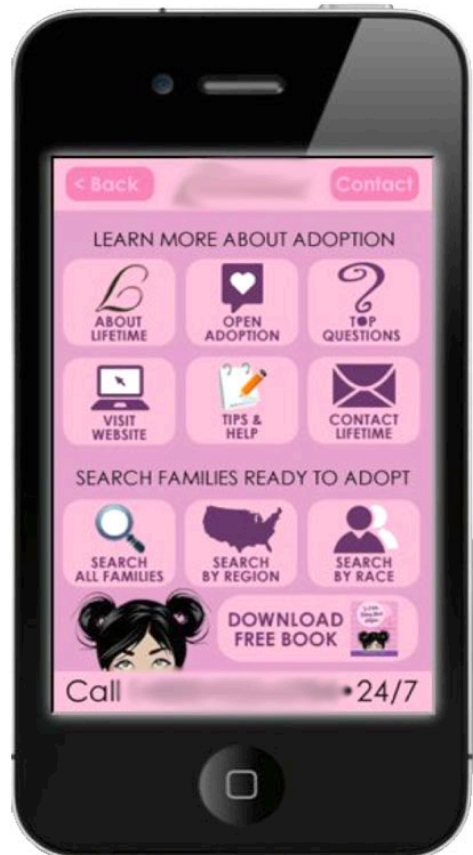 < Back
Contact
LEARN MORE ABOUT ADOPTION
ABOUT
LIFETIME
OPEN
ADOPTION
TOP
QUESTIONS
VISIT
WEBSITE
TIPS &
HELP
CONTACT
LIFETIME
SEARCH FAMILIES READY TO ADOPT
SEARCH
ALL FAMILIES
SEARCH
BY REGION
SEARCH
BY RACE
DOWNLOAD
FREE BOOK
Call •24/7